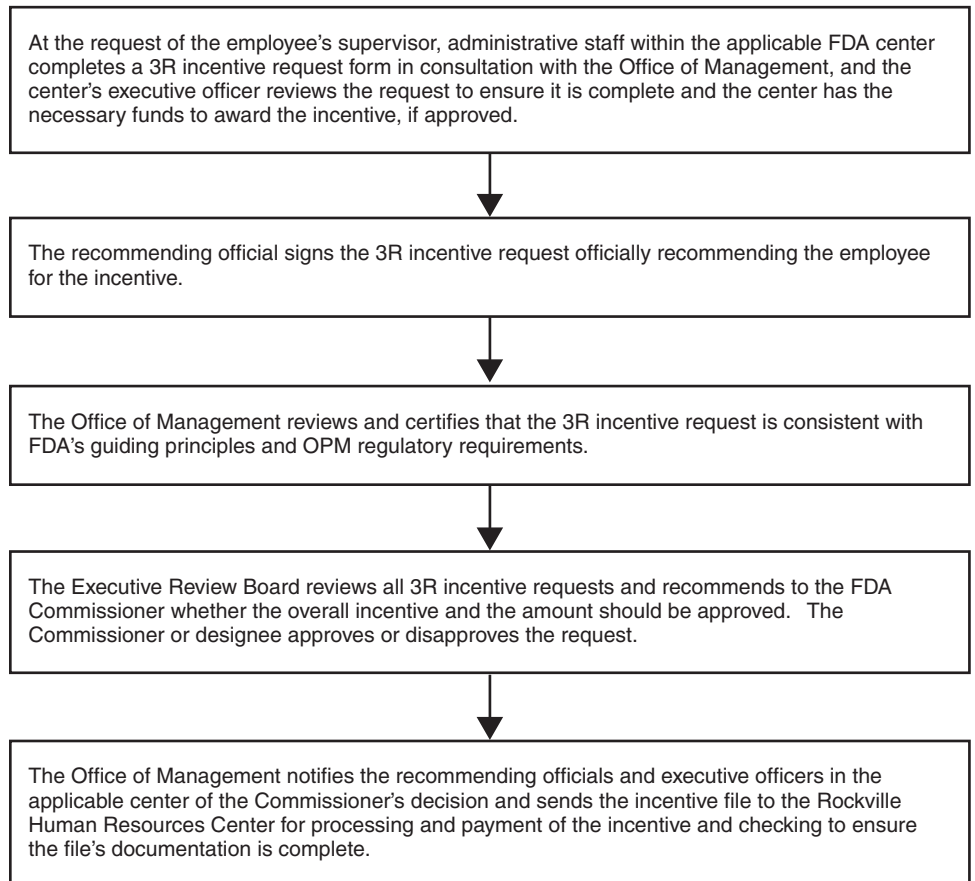 At the request of the employee's supervisor, administrative staff within the applicable FDA center
completes a 3R incentive request form in consultation with the Office of Management, and the
center's executive officer reviews the request to ensure it is complete and the center has the
necessary funds to award the incentive, if approved.
The recommending official signs the 3R incentive request officially recommending the employee
for the incentive.
The Office of Management reviews and certifies that the 3R incentive request is consistent with
FDA's guiding principles and OPM regulatory requirements.
The Executive Review Board reviews all 3R incentive requests and recommends to the FDA
Commissioner whether the overall incentive and the amount should be approved.  The
Commissioner or designee approves or disapproves the request.
The Office of Management notifies the recommending officials and executive officers in the
applicable center of the Commissioner's decision and sends the incentive file to the Rockville
Human Resources Center for processing and payment of the incentive and checking to ensure
the file's documentation is complete.